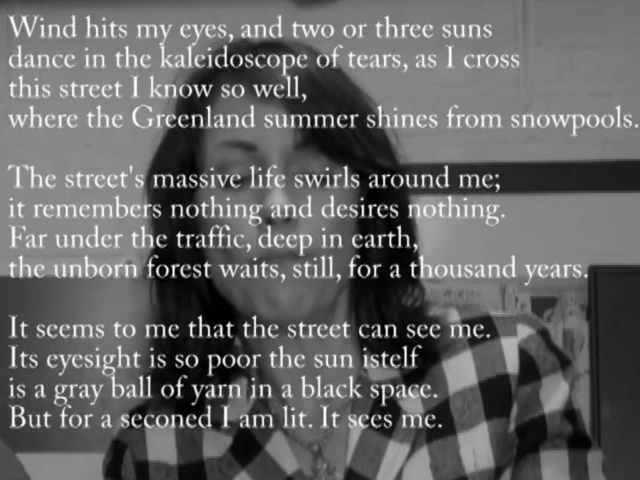 Wind hits my eyes, and two or three suns
dance in the kaleidoscope of tears, as I cross
this street I know so well,
where the Greenland summer shines from snowpools.
The street's massive life swirls around me;
it remembers nothing and desires nothing.
Far under the traffic, deep in earth,
the unborn forest waits, still, for a thousand years.
It seems to me that the street can see me.
Its eyesight is so poor the sun istelf
is a gray ball of yarn in a black space.
But for a seconed I am lit. It sees me.